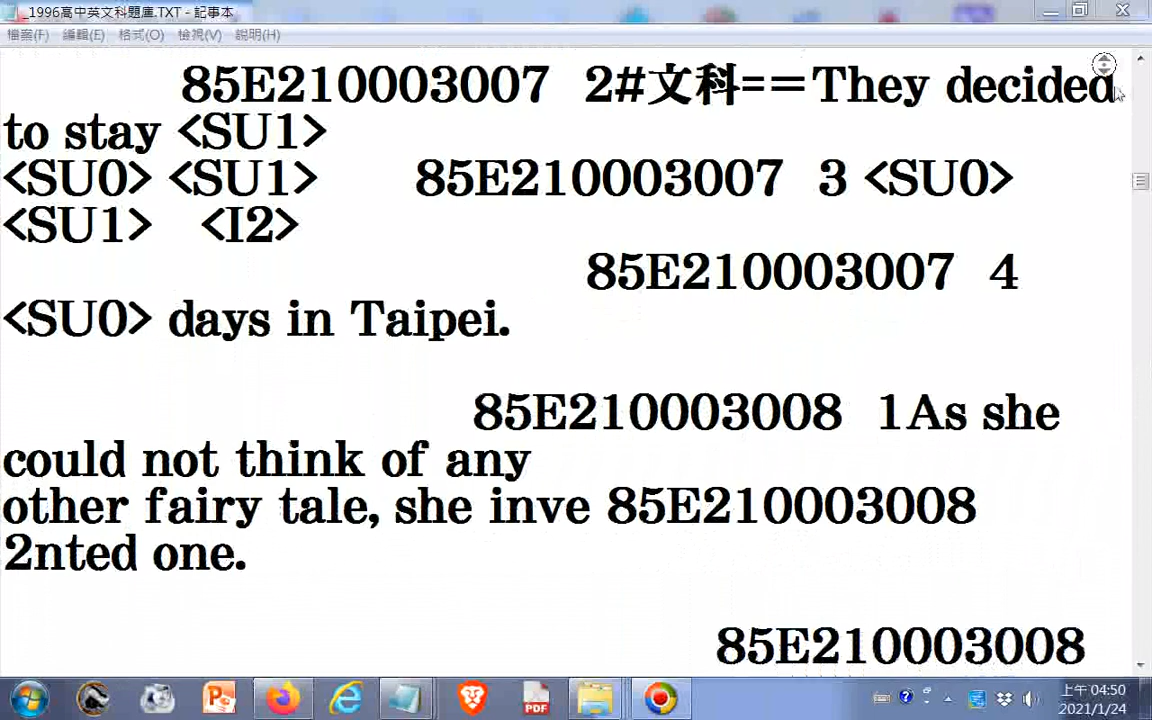 _1996高中英文科題庫.TXT - 記事本
檔案(F) 編輯(E) 格式(O) 檢視(V) 說明(H)
85E210003007 2#文科==They decided
to stay <SU1>
<SU0> <SU1> 85E210003007 3 <SU0>
<SU1> <I2>
85E210003007 4
<SU0> days in Taipei.
85E210003008 1As she
could not think of any
other fairy tale, she inve 85E210003008
2nted one.
85E210003008
PDF
上午 04:50
2021/1/24